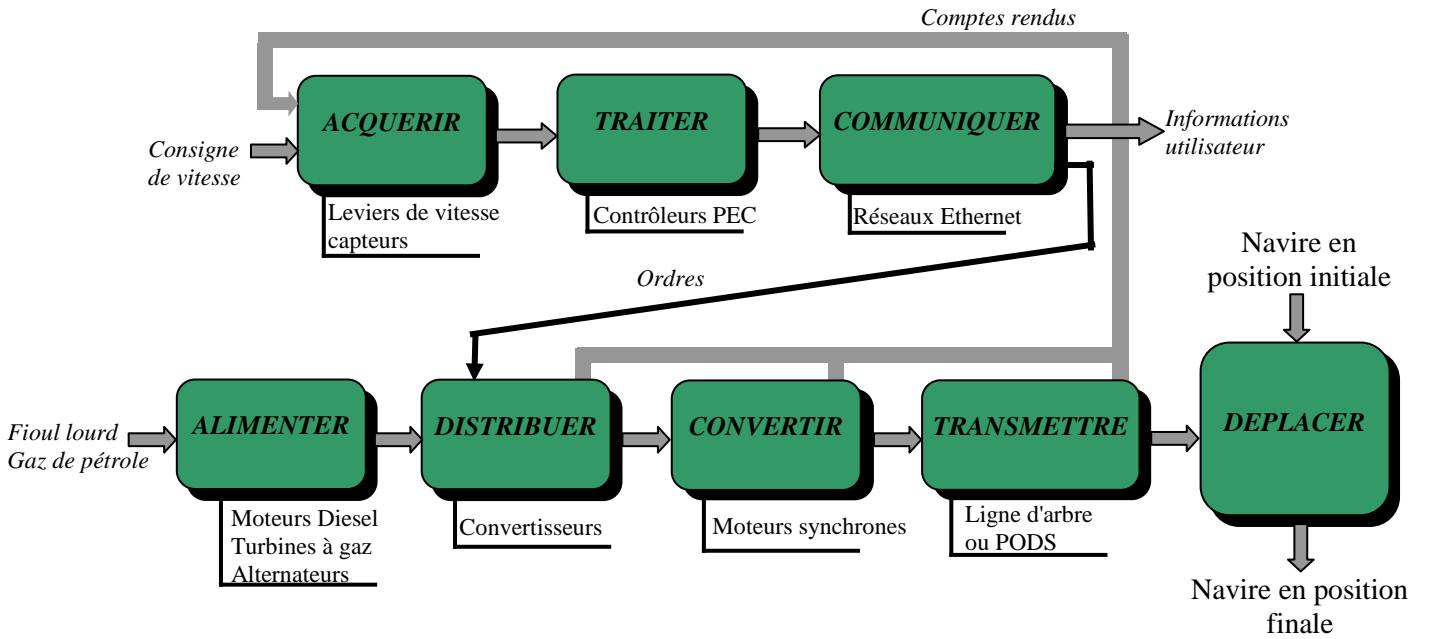 Comptes rendus
ACQUERIR
TRAITER
COMMUNIQUER
Informations
utilisateur
Consigne
de vitesse
Leviers de vitesse
capteurs
Contrôleurs PEC
Réseaux Ethernet
Ordres
Navire en
position initiale
Fioul lourd
Gaz de pétrole
ALIMENTER
DISTRIBUER
CONVERTIR
TRANSMETTRE
DEPLACER
Moteurs Diesel
Turbines à gaz
Alternateurs
Convertisseurs
Moteurs synchrones
Ligne d'arbre
ou PODS
Navire en position
finale